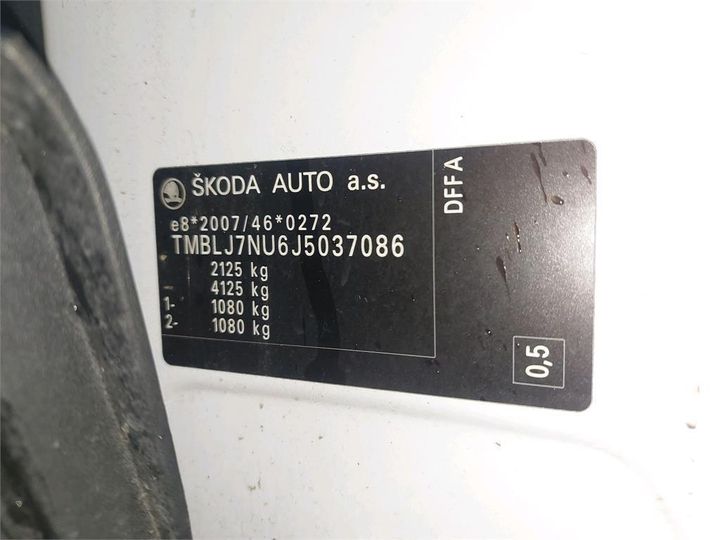 ŠKODA AUTO a.s.
e8*2007/46*0272
TMBLJ7NU6J5037086
2125 kg
4125 kg
1- 1080 kg
2- 1080 kg
DFFA
0,5